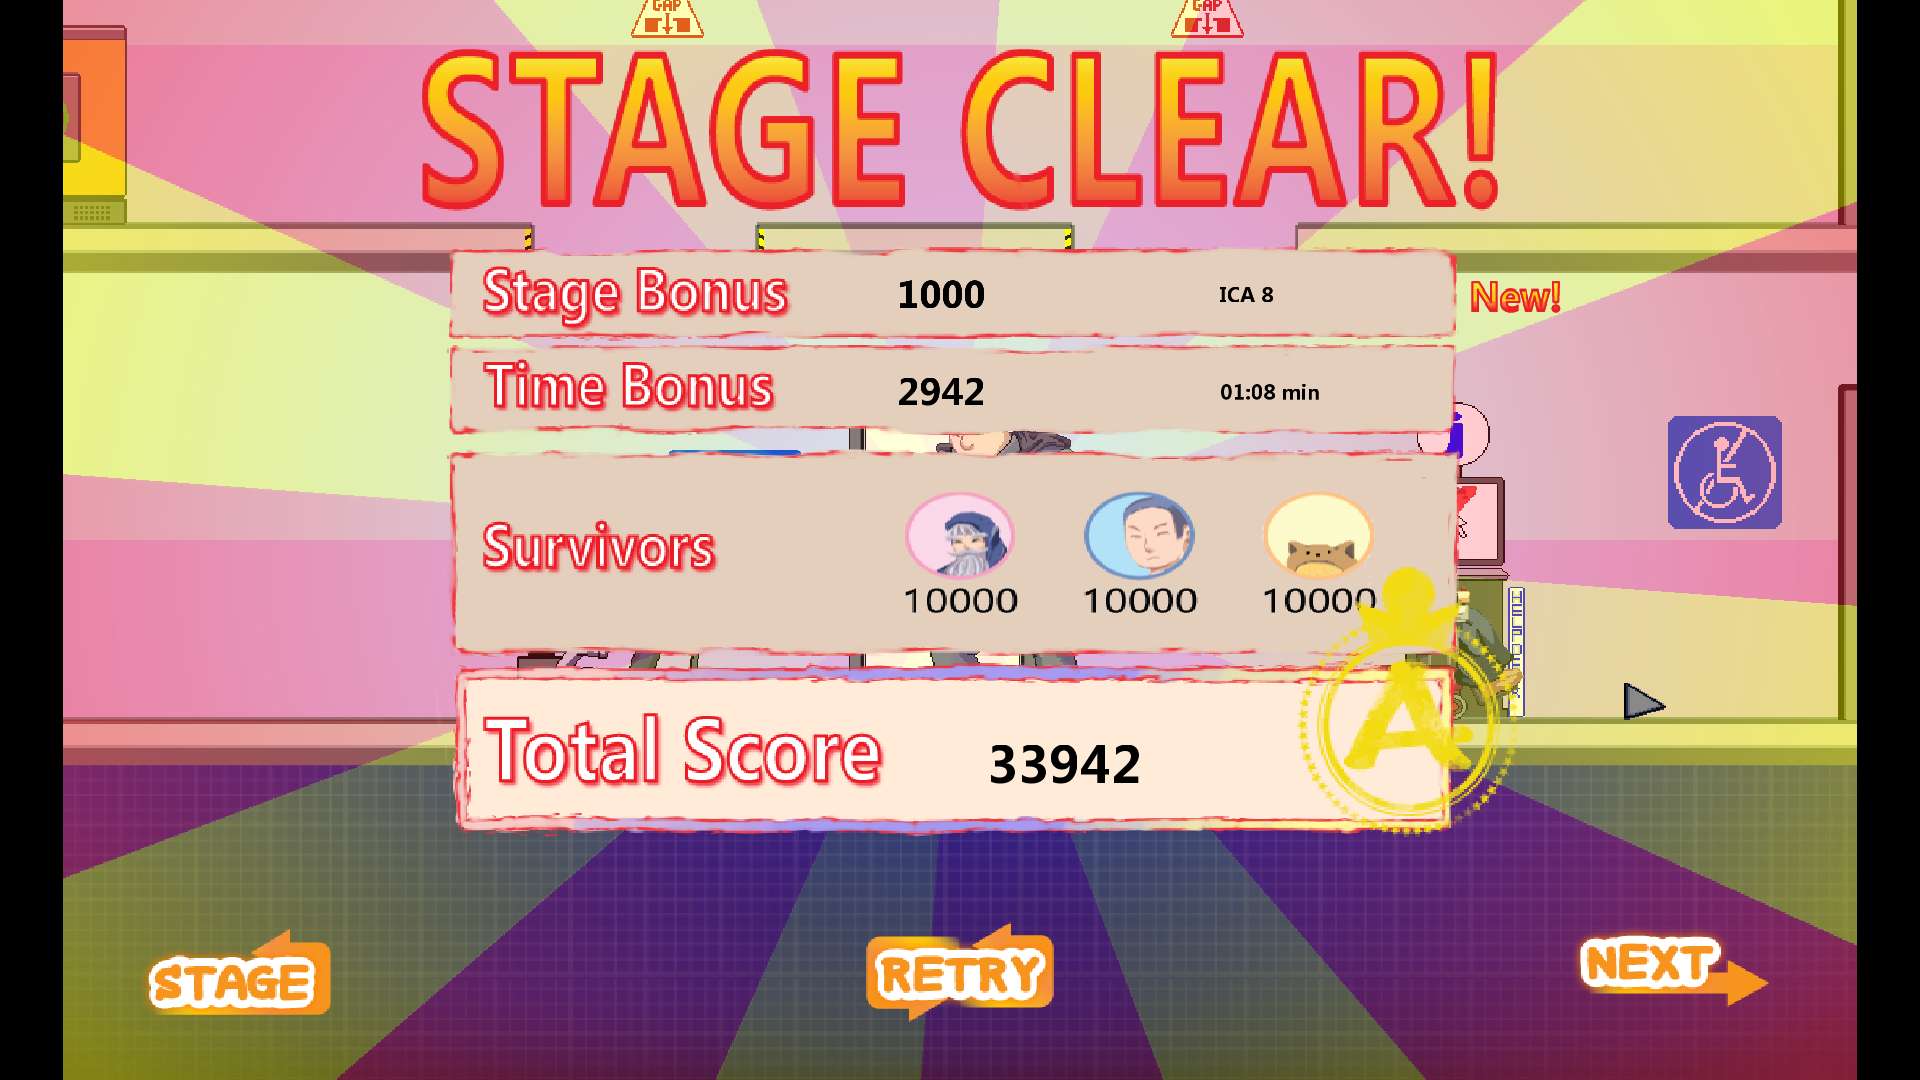 GAP GAP
STAGE CLEAR!
Stage Bonus 1000 ICA 8 New!
Time Bonus 2942 01:08 min
Survivors
10000 10000 10000
Total Score 33942
A
STAGE RETRY NEXT